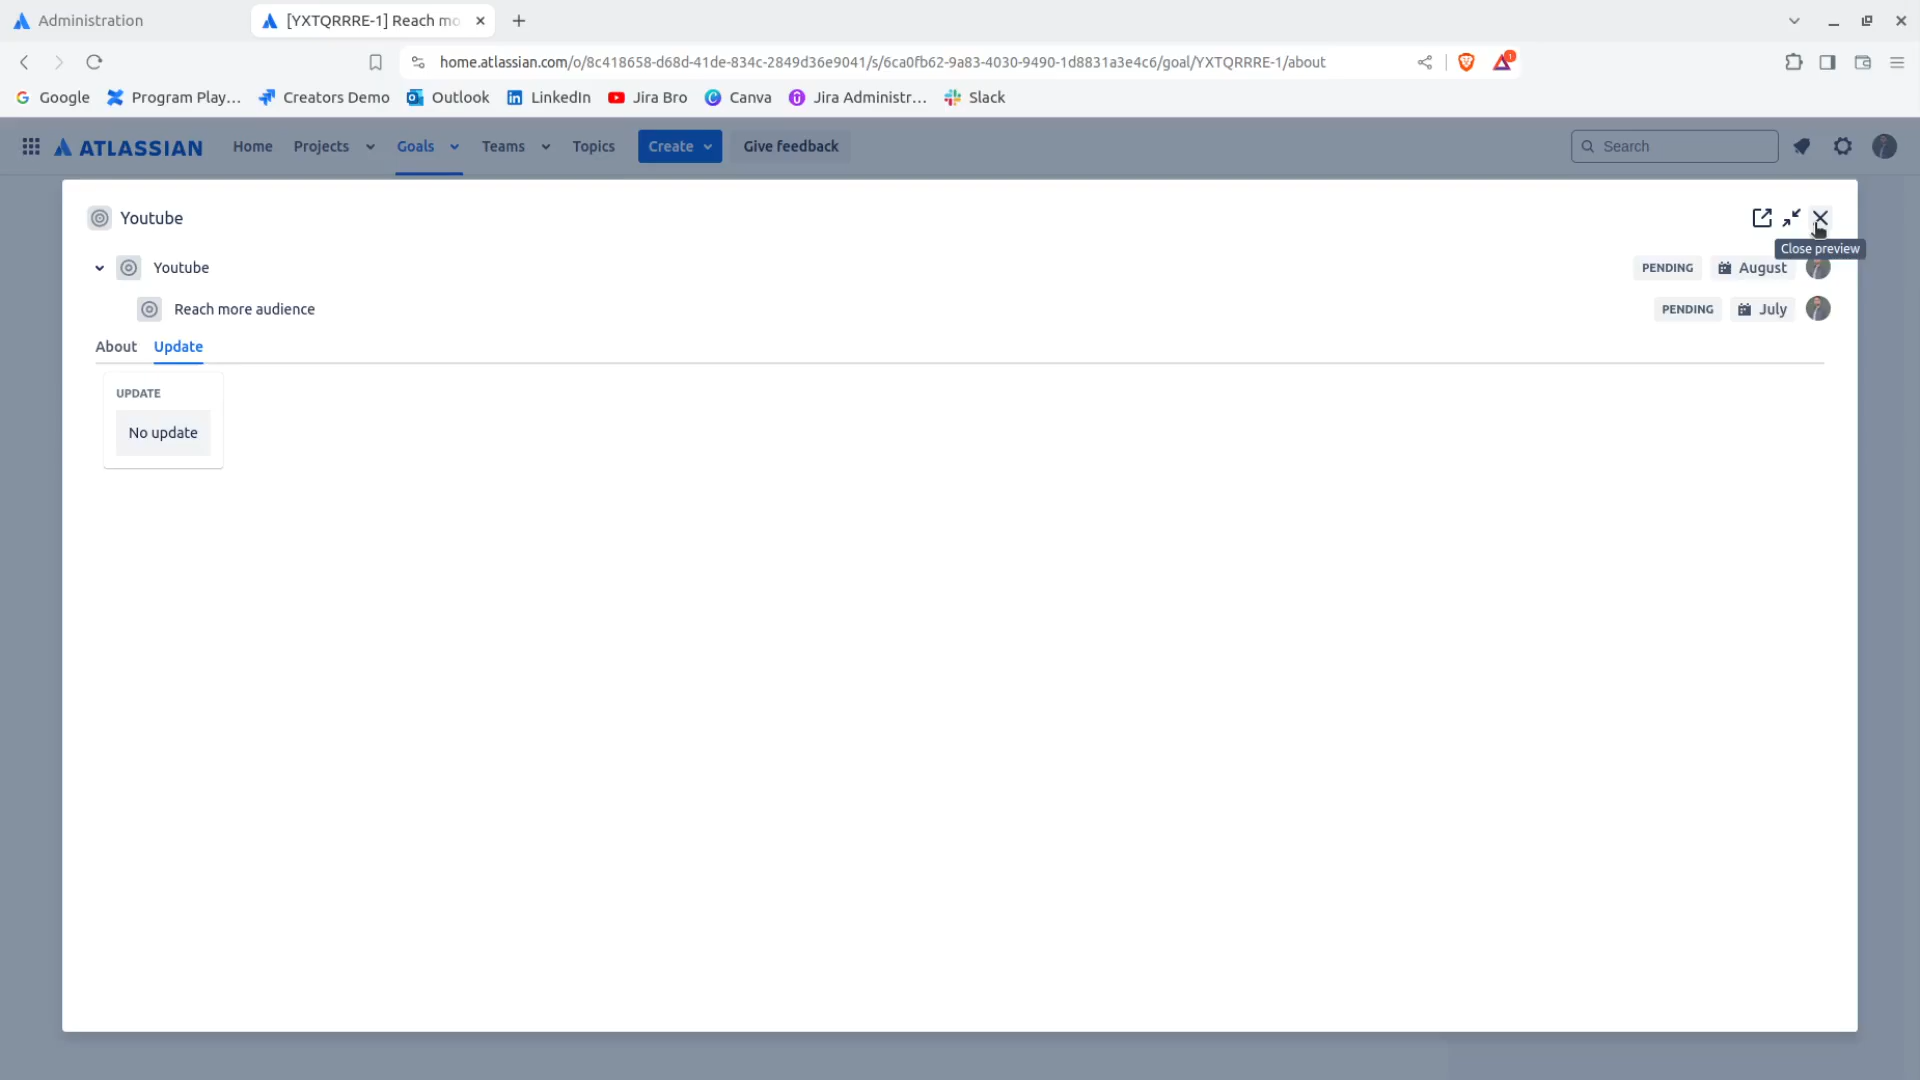 Administration
[YXTQRRRE-1] Reach mo
home.atlassian.com/o/8c418658-d68d-41de-834c-2849d36e9041/s/6ca0fb62-9a83-4030-9490-1d8831a3e4c6/goal/YXTQRRRE-1/about
Google Program Play... Creators Demo Outlook LinkedIn Jira Bro Canva Jira Administr... Slack
ATLASSIAN Home Projects Goals Teams Topics Create Give feedback Search
Youtube
Close preview
Youtube PENDING August
Reach more audience PENDING July
About Update
UPDATE
No update